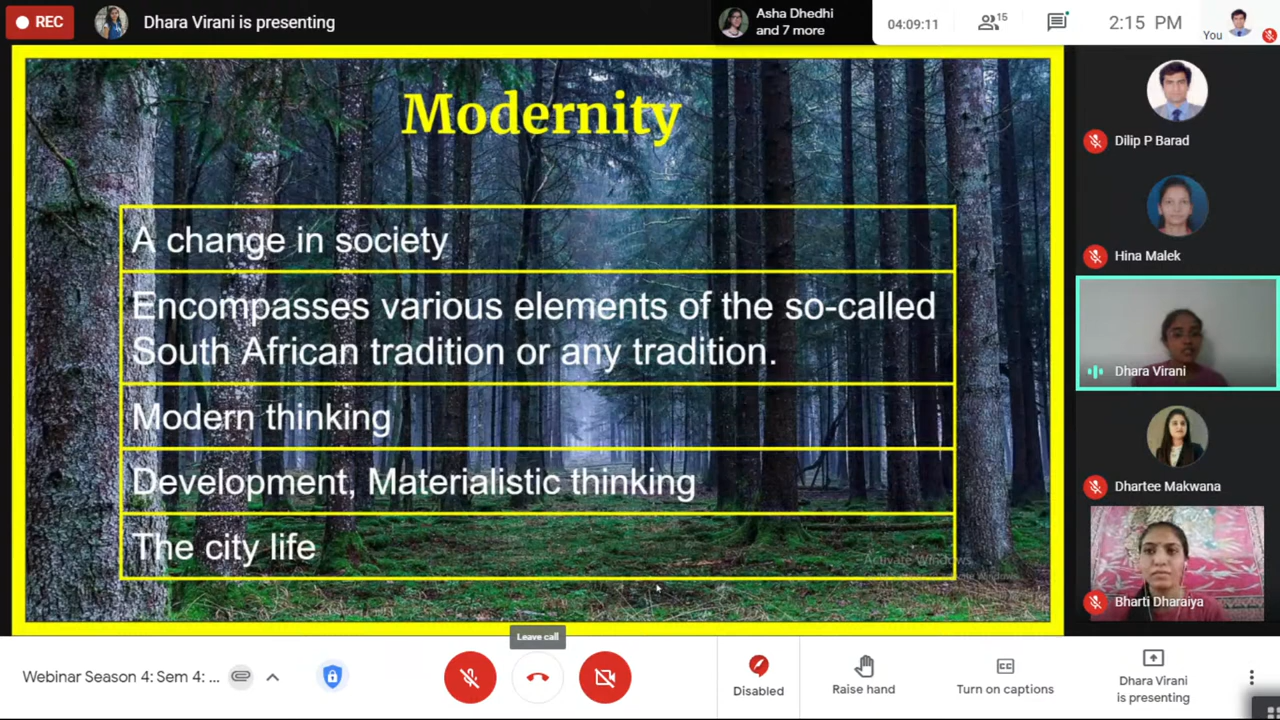 REC
Dhara Virani is presenting
Asha Dhedhi
and 7 more
04:09:11
15
2:15 PM
You
Modernity
A change in society
Encompasses various elements of the so-called
South African tradition or any tradition.
Modern thinking
Development, Materialistic thinking
The city life
Activate Windows
Dilip P Barad
Hina Malek
Dhara Virani
Dhartee Makwana
Bharti Dharaiya
Leave call
Webinar Season 4: Sem 4: ...
Disabled
Raise hand
CC
Turn on captions
Dhara Virani
is presenting